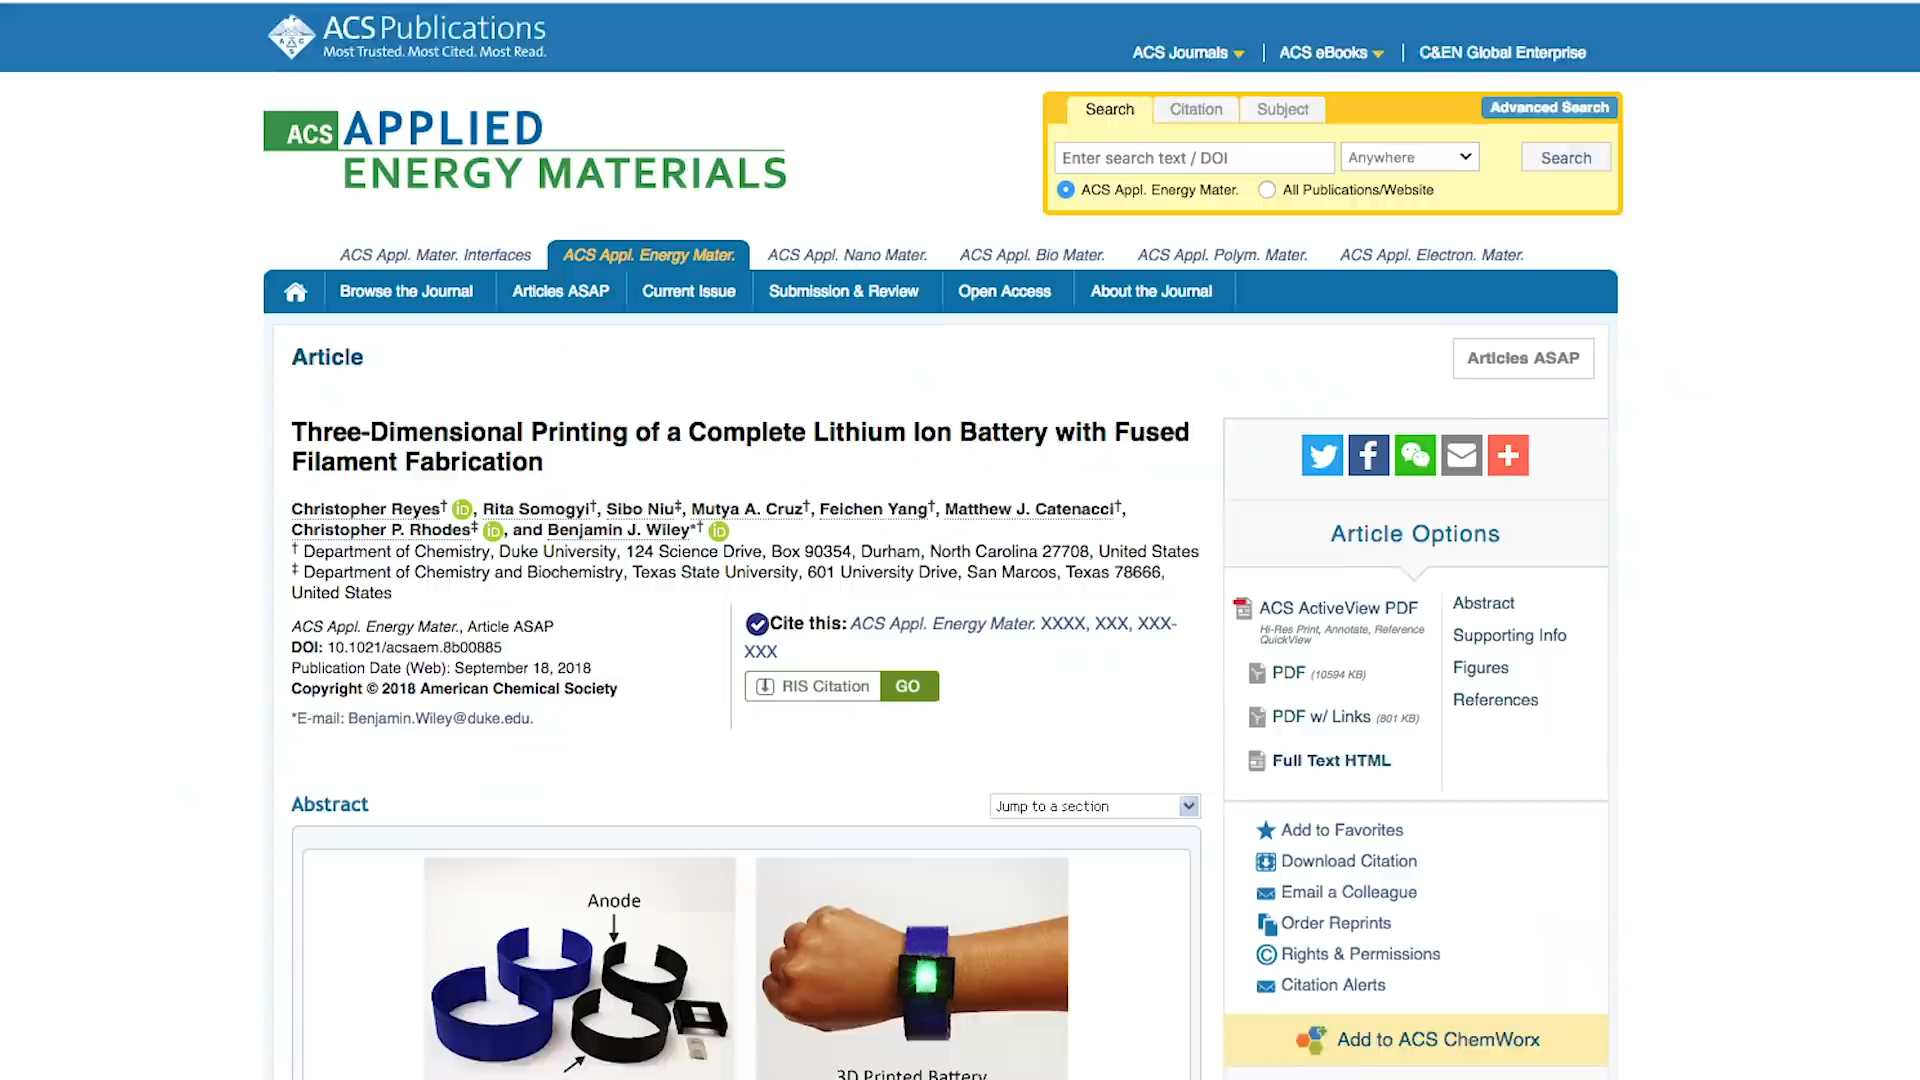 ACS Publications
Most Trusted. Most Cited. Most Read.
ACS Journals
ACS eBooks
C&EN Global Enterprise
ACS APPLIED
ENERGY MATERIALS
Search Citation Subject Advanced Search
Enter search text / DOI Anywhere Search
ACS Appl. Energy Mater. All Publications/Website
ACS Appl. Mater. Interfaces ACS Appl. Energy Mater. ACS Appl. Nano Mater. ACS Appl. Bio Mater. ACS Appl. Polym. Mater. ACS Appl. Electron. Mater.
Browse the Journal Articles ASAP Current Issue Submission & Review Open Access About the Journal
Article
Articles ASAP
Three-Dimensional Printing of a Complete Lithium Ion Battery with Fused
Filament Fabrication
Christopher Reyes† iD, Rita Somogyi†, Sibo Niu‡, Mutya A. Cruz†, Feichen Yang†, Matthew J. Catenacci†,
Christopher P. Rhodes‡ iD, and Benjamin J. Wiley*† iD
† Department of Chemistry, Duke University, 124 Science Drive, Box 90354, Durham, North Carolina 27708, United States
‡ Department of Chemistry and Biochemistry, Texas State University, 601 University Drive, San Marcos, Texas 78666,
United States
ACS Appl. Energy Mater., Article ASAP
DOI: 10.1021/acsaem.8b00885
Publication Date (Web): September 18, 2018
Copyright © 2018 American Chemical Society
*E-mail: Benjamin.Wiley@duke.edu.
Cite this: ACS Appl. Energy Mater. XXXX, XXX, XXX-
XXX
RIS Citation GO
Abstract
Jump to a section
Anode
3D Printed Battery
Article Options
ACS ActiveView PDF
Hi-Res Print, Annotate, Reference
QuickView
PDF (10594 KB)
PDF w/ Links (801 KB)
Full Text HTML
Abstract
Supporting Info
Figures
References
Add to Favorites
Download Citation
Email a Colleague
Order Reprints
Rights & Permissions
Citation Alerts
Add to ACS ChemWorx